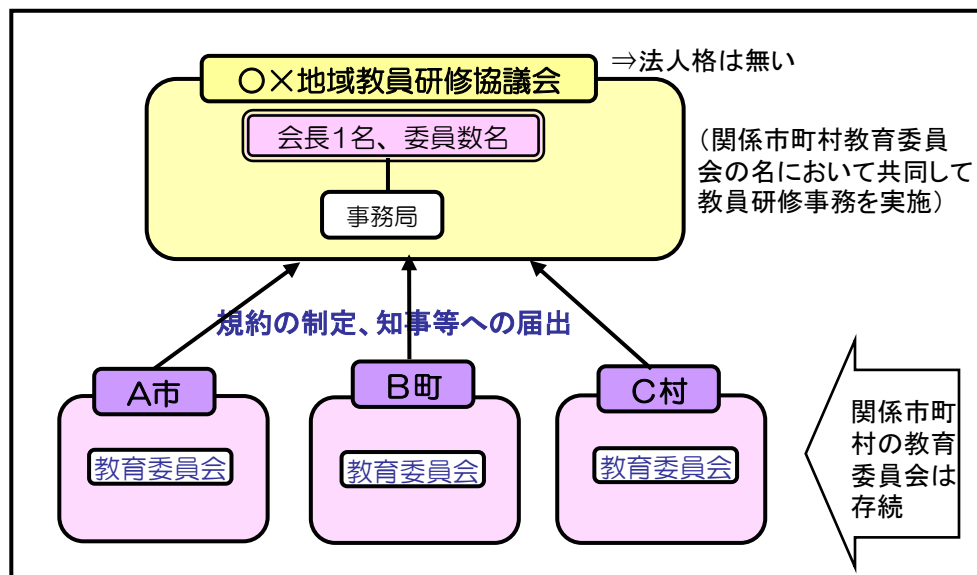 ⇒法人格は無い
〇×地域教員研修協議会
会長1名、委員数名
事務局
(関係市町村教育委員
会の名において共同して
教員研修事務を実施)
規約の制定、知事等への届出
A市
B町
C村
教育委員会
教育委員会
教育委員会
関係市町
村の教育
委員会は
存続